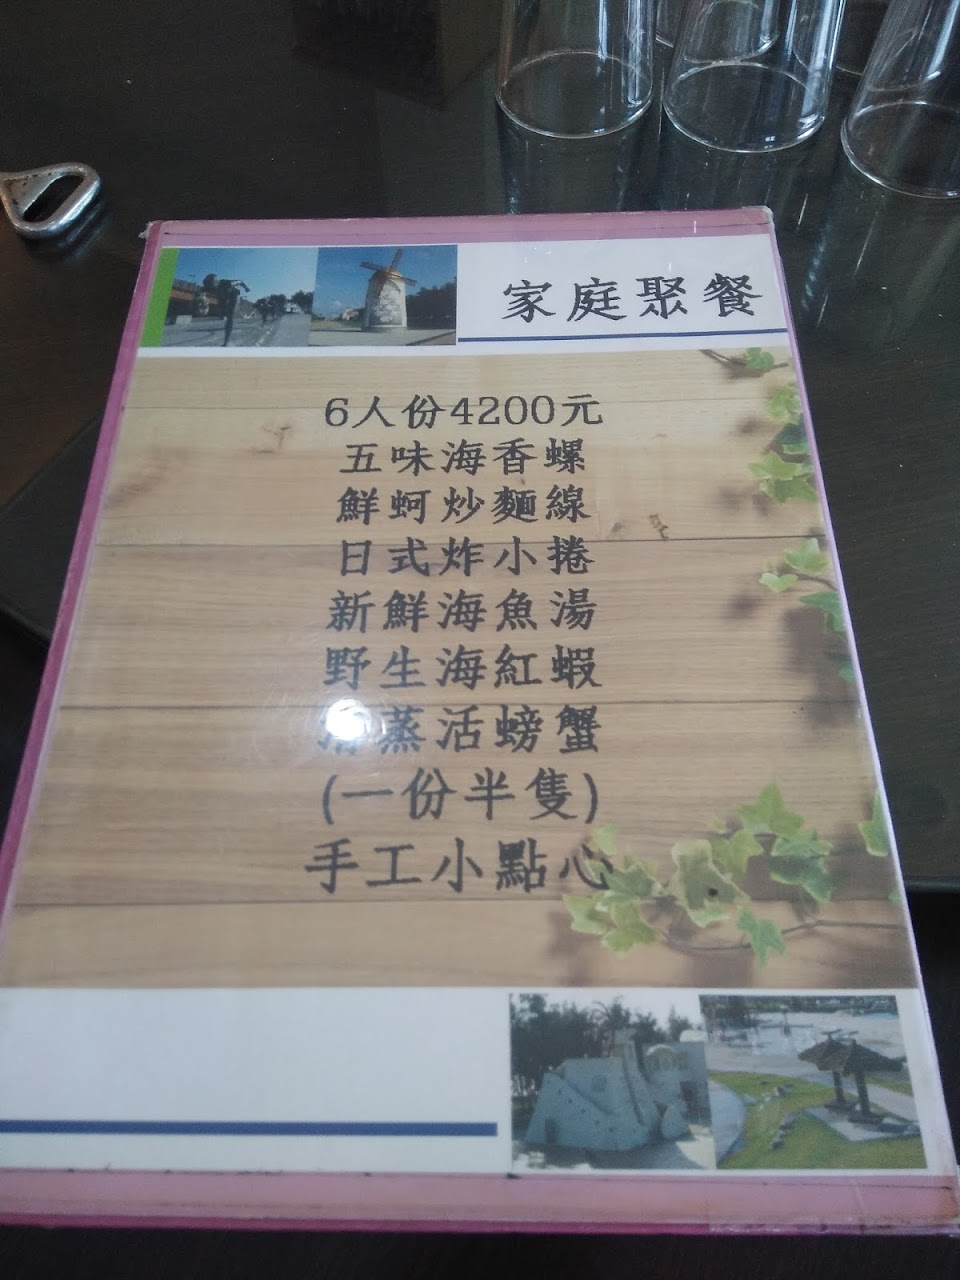 家庭聚餐
6人份4200元
五味海香螺
鮮蚵炒麵線
日式炸小捲
新鮮海魚湯
野生海紅蝦
清蒸活螃蟹
(一份半隻)
手工小點心